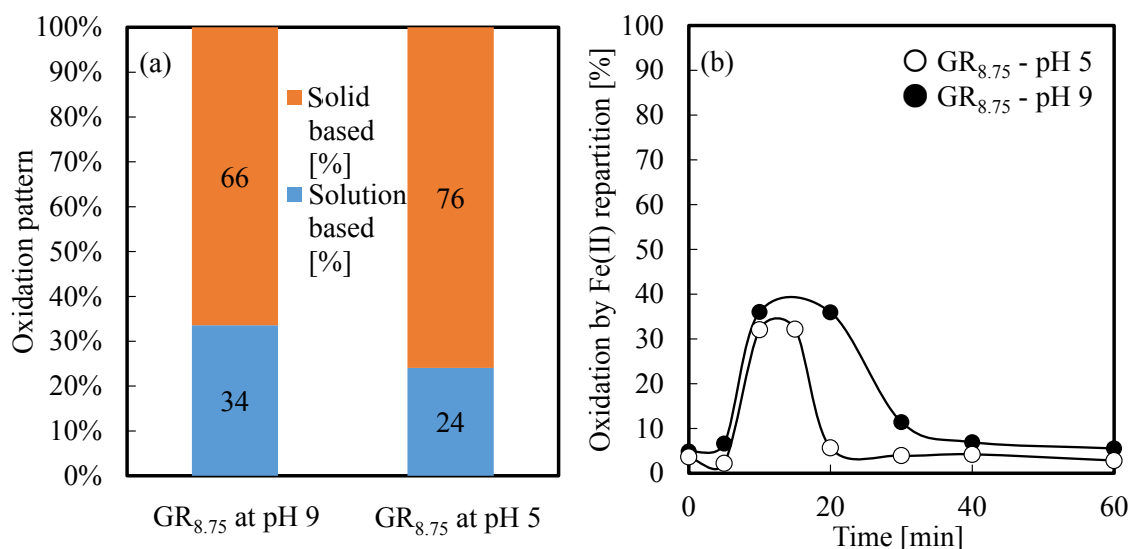 (a)
Oxidation pattern
100%
90%
80%
70%
60%
50%
40%
30%
20%
10%
0%
Solid
based
[%]
Solution
based
[%]
66
34
76
24
GR8.75 at pH 9
GR8.75 at pH 5
(b)
Oxidation by Fe(II) repartition [%]
100
90
80
70
60
50
40
30
20
10
0
GR8.75 - pH 5
GR8.75 - pH 9
0 20 40 60
Time [min]